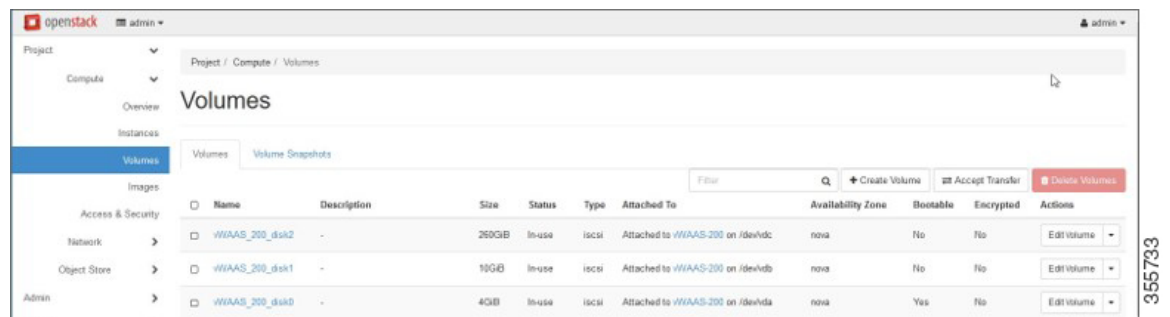 openstack admin
admin
Project
Compute
Overview
Instances
Volumes
Images
Access & Security
Network
Object Store
Admin
Project / Compute / Volumes
Volumes
Volumes Volume Snapshots
Filter + Create Volume Accept Transfer Delete Volumes
Name Description Size Status Type Attached To Availability Zone Bootable Encrypted Actions
vWAAS_200_disk2 - 260GiB In-use iscsi Attached to vWAAS-200 on /dev/vdc nova No No Edit Volume
vWAAS_200_disk1 - 10GiB In-use iscsi Attached to vWAAS-200 on /dev/vdb nova No No Edit Volume
vWAAS_200_disk0 - 4GiB In-use iscsi Attached to vWAAS-200 on /dev/vda nova Yes No Edit Volume
355733